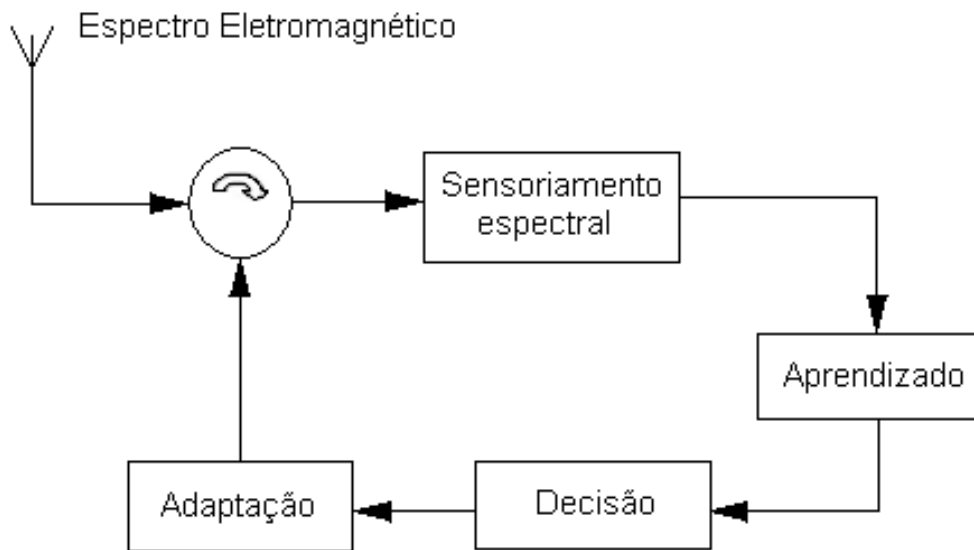 Espectro Eletromagnético
Sensoriamento
espectral
Aprendizado
Decisão
Adaptação